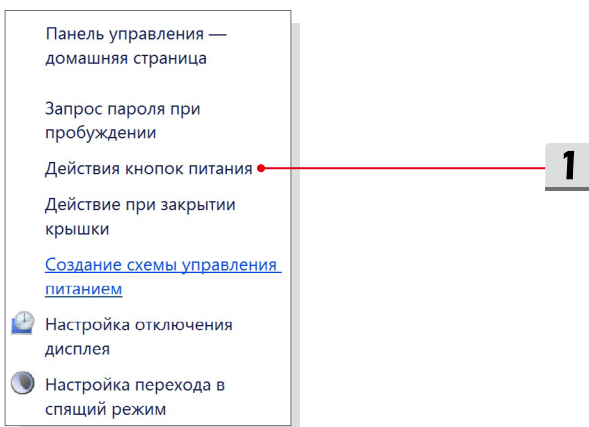 Панель управления —
домашняя страница
Запрос пароля при
пробуждении
Действия кнопок питания
1
Действие при закрытии
крышки
Создание схемы управления
питанием
Настройка отключения
дисплея
Настройка перехода в
спящий режим